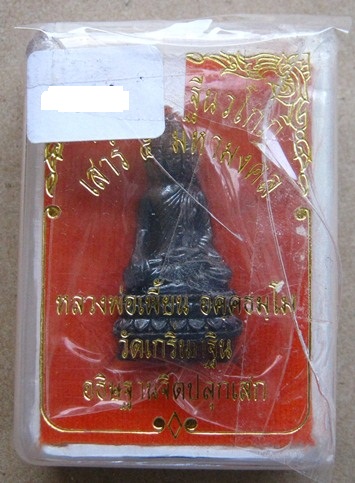 เสาร์ ๕ มหามงคล
หลวงพ่อเพี้ยน อคฺคธมฺโม
วัดเกริ่นกฐิน
อธิษฐานจิตปลุกเสก